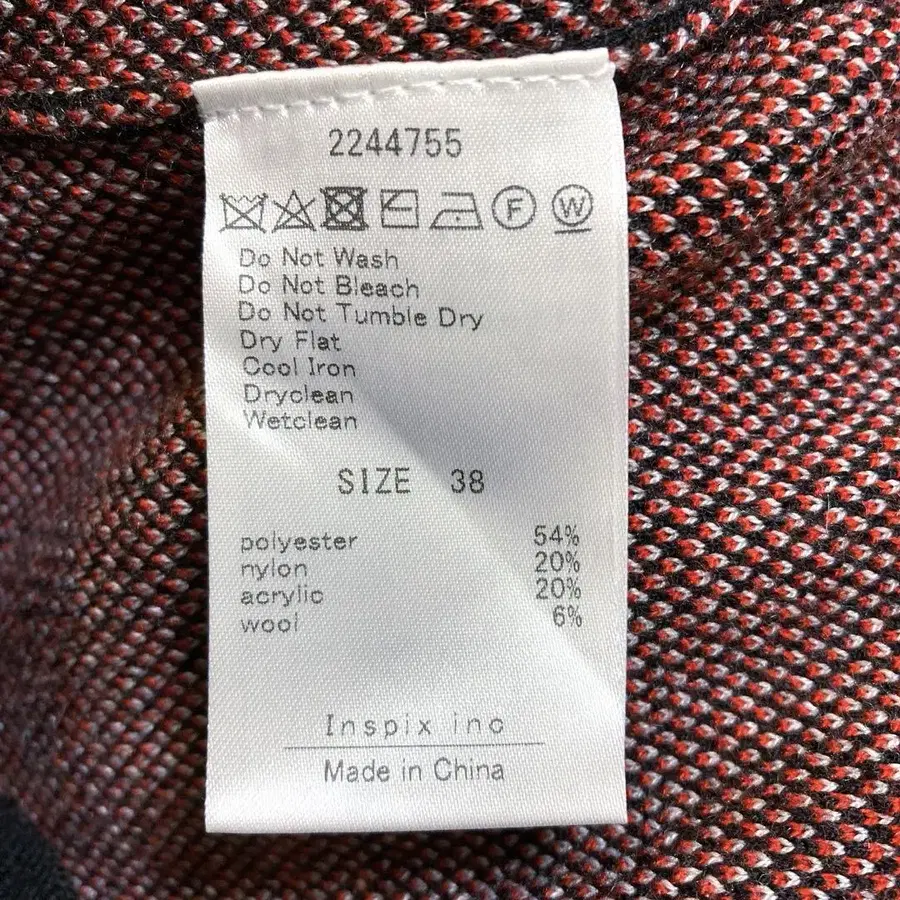 2244755
F W
Do Not Wash
Do Not Bleach
Do Not Tumble Dry
Dry Flat
Cool Iron
Dryclean
Wetclean
SIZE 38
polyester 54%
nylon 20%
acrylic 20%
wool 6%
Inspix inc
Made in China